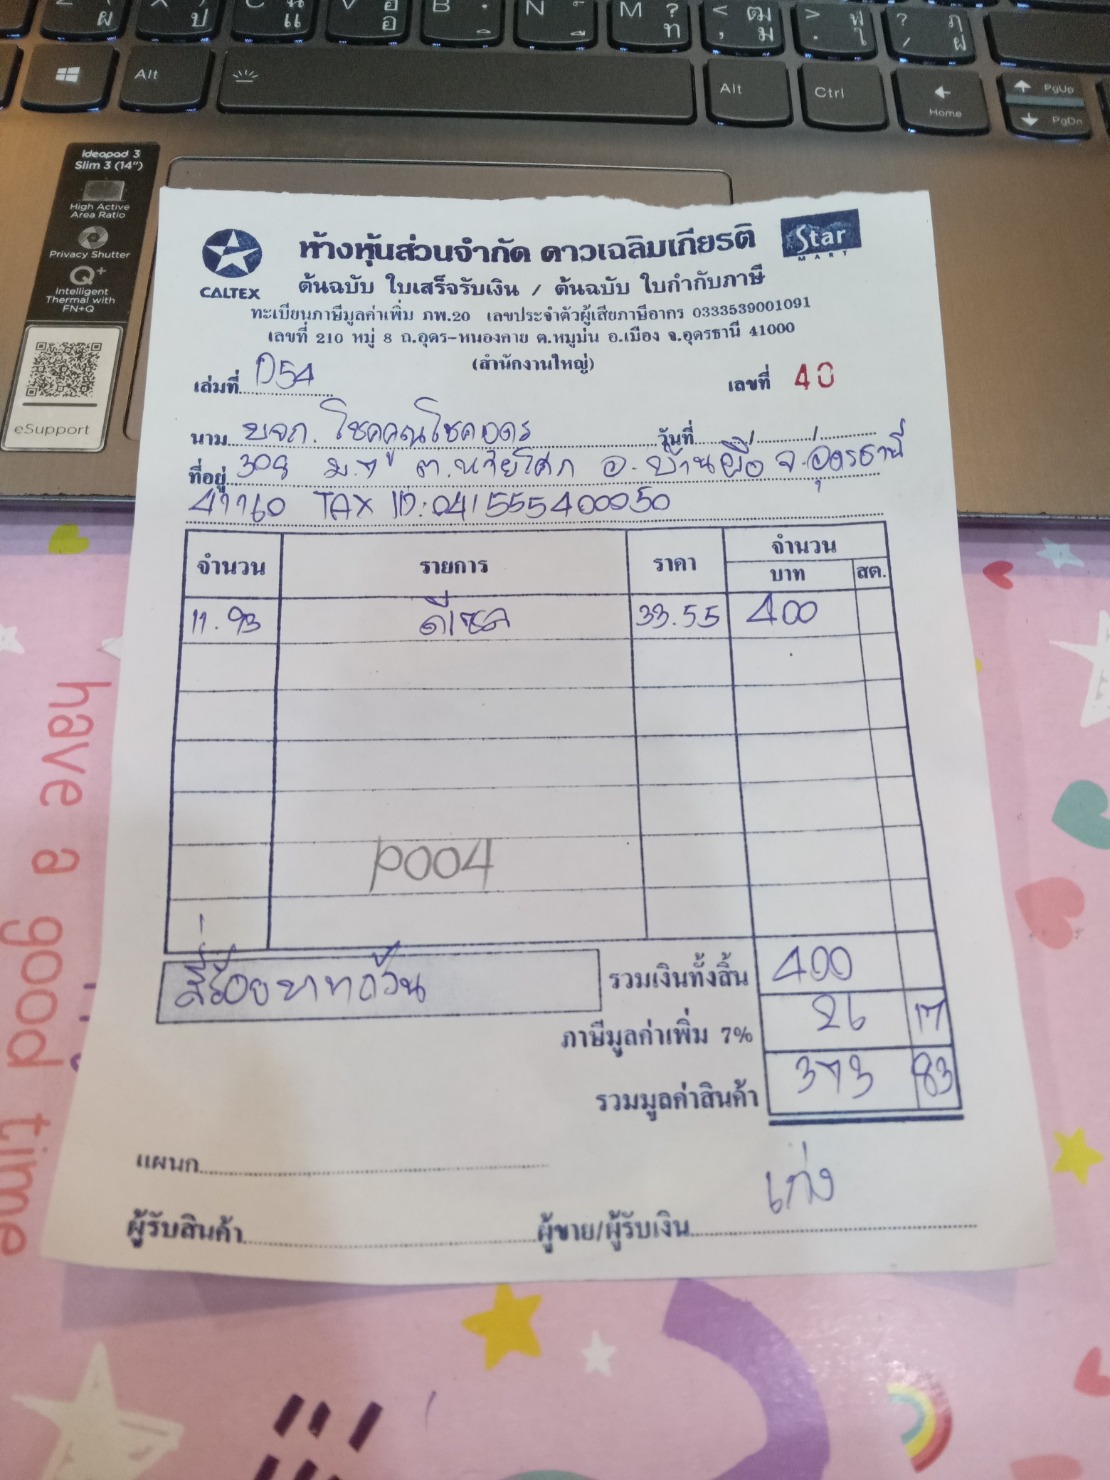 Z ( ผ X ) ป C ฉ แ V ฮ อ B ฺ ิ N ์ ื M ? ท < ฒ , ม > ฬ . ใ ? ฦ / ฝ
Alt Alt Ctrl Home PgUp PgDn
Ideapad 3
Slim 3 (14")
High Active
Area Ratio
Privacy Shutter
Q+
Intelligent
Thermal with
FN+Q
eSupport
CALTEX
ห้างหุ้นส่วนจำกัด ดาวเฉลิมเกียรติ
Star
MART
ต้นฉบับ ใบเสร็จรับเงิน / ต้นฉบับ ใบกำกับภาษี
ทะเบียนภาษีมูลค่าเพิ่ม ภพ.20 เลขประจำตัวผู้เสียภาษีอากร 0333539001091
เลขที่ 210 หมู่ 8 ถ.อุดร-หนองคาย ต.หมูม่น อ.เมือง จ.อุดรธานี 41000
(สำนักงานใหญ่)
เล่มที่ 054 เลขที่ 40
นาม บจก. โชคคูณโชคอุดร วันที่
ที่อยู่ 309 ม.7 ต. อ.บ้านผือ จ.อุดรธานี
41160 TAX ID:041555400050
จำนวน รายการ ราคา จำนวน
บาท สต.
11.93 ดีเซล 33.55 400
P004
สี่ร้อยบาทถ้วน รวมเงินทั้งสิ้น 400
ภาษีมูลค่าเพิ่ม 7% 26 17
รวมมูลค่าสินค้า 373 83
แผนก
เก่ง
ผู้รับสินค้า ผู้ขาย/ผู้รับเงิน
have a good time